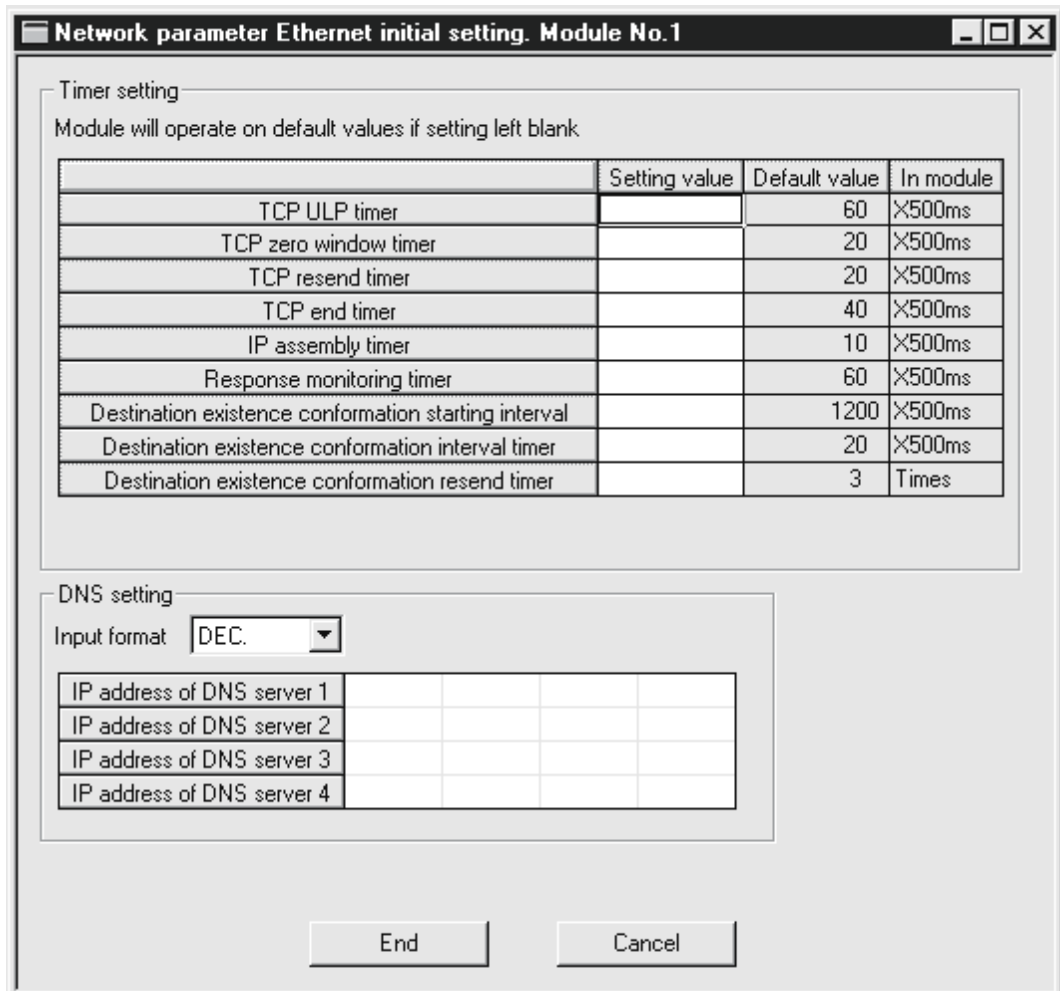 Network parameter Ethernet initial setting. Module No.1
Timer setting
Module will operate on default values if setting left blank
Setting value Default value In module
TCP ULP timer 60 X500ms
TCP zero window timer 20 X500ms
TCP resend timer 20 X500ms
TCP end timer 40 X500ms
IP assembly timer 10 X500ms
Response monitoring timer 60 X500ms
Destination existence conformation starting interval 1200 X500ms
Destination existence conformation interval timer 20 X500ms
Destination existence conformation resend timer 3 Times
DNS setting
Input format DEC.
IP address of DNS server 1
IP address of DNS server 2
IP address of DNS server 3
IP address of DNS server 4
End Cancel